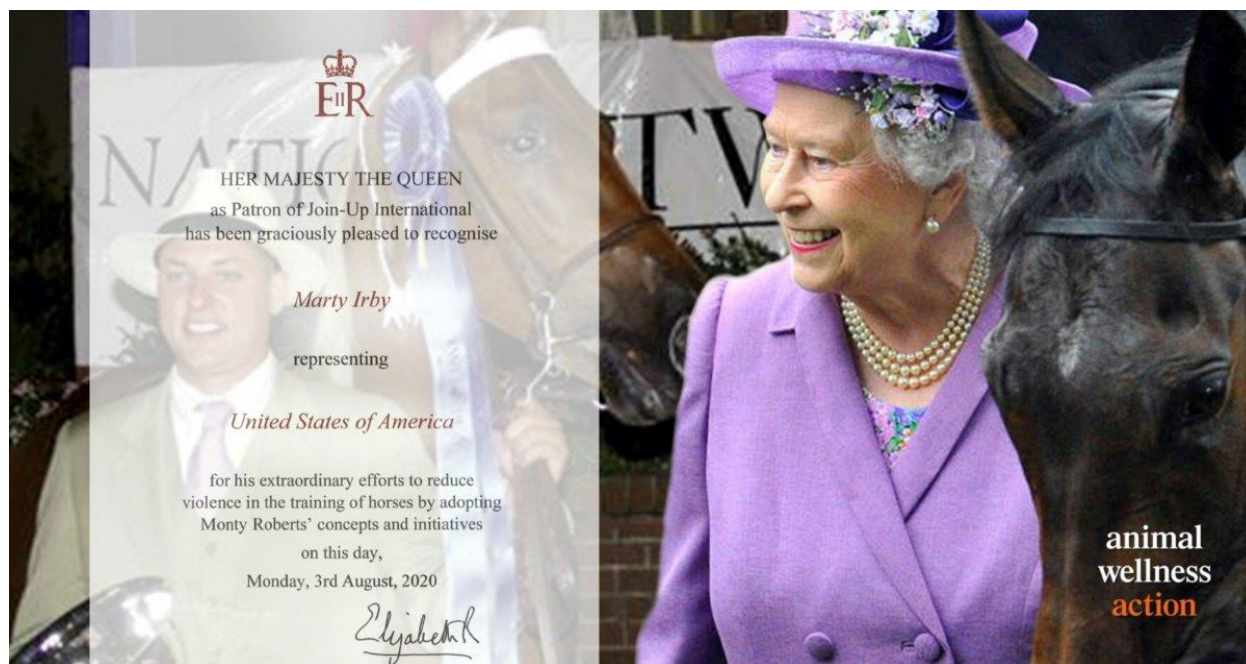 EIIR
NATIO
HER MAJESTY THE QUEEN
as Patron of Join-Up International
has been graciously pleased to recognise
Marty Irby
representing
United States of America
for his extraordinary efforts to reduce
violence in the training of horses by adopting
Monty Roberts’ concepts and initiatives
on this day,
Monday, 3rd August, 2020
Elizabeth R
TW
animal
wellness
action